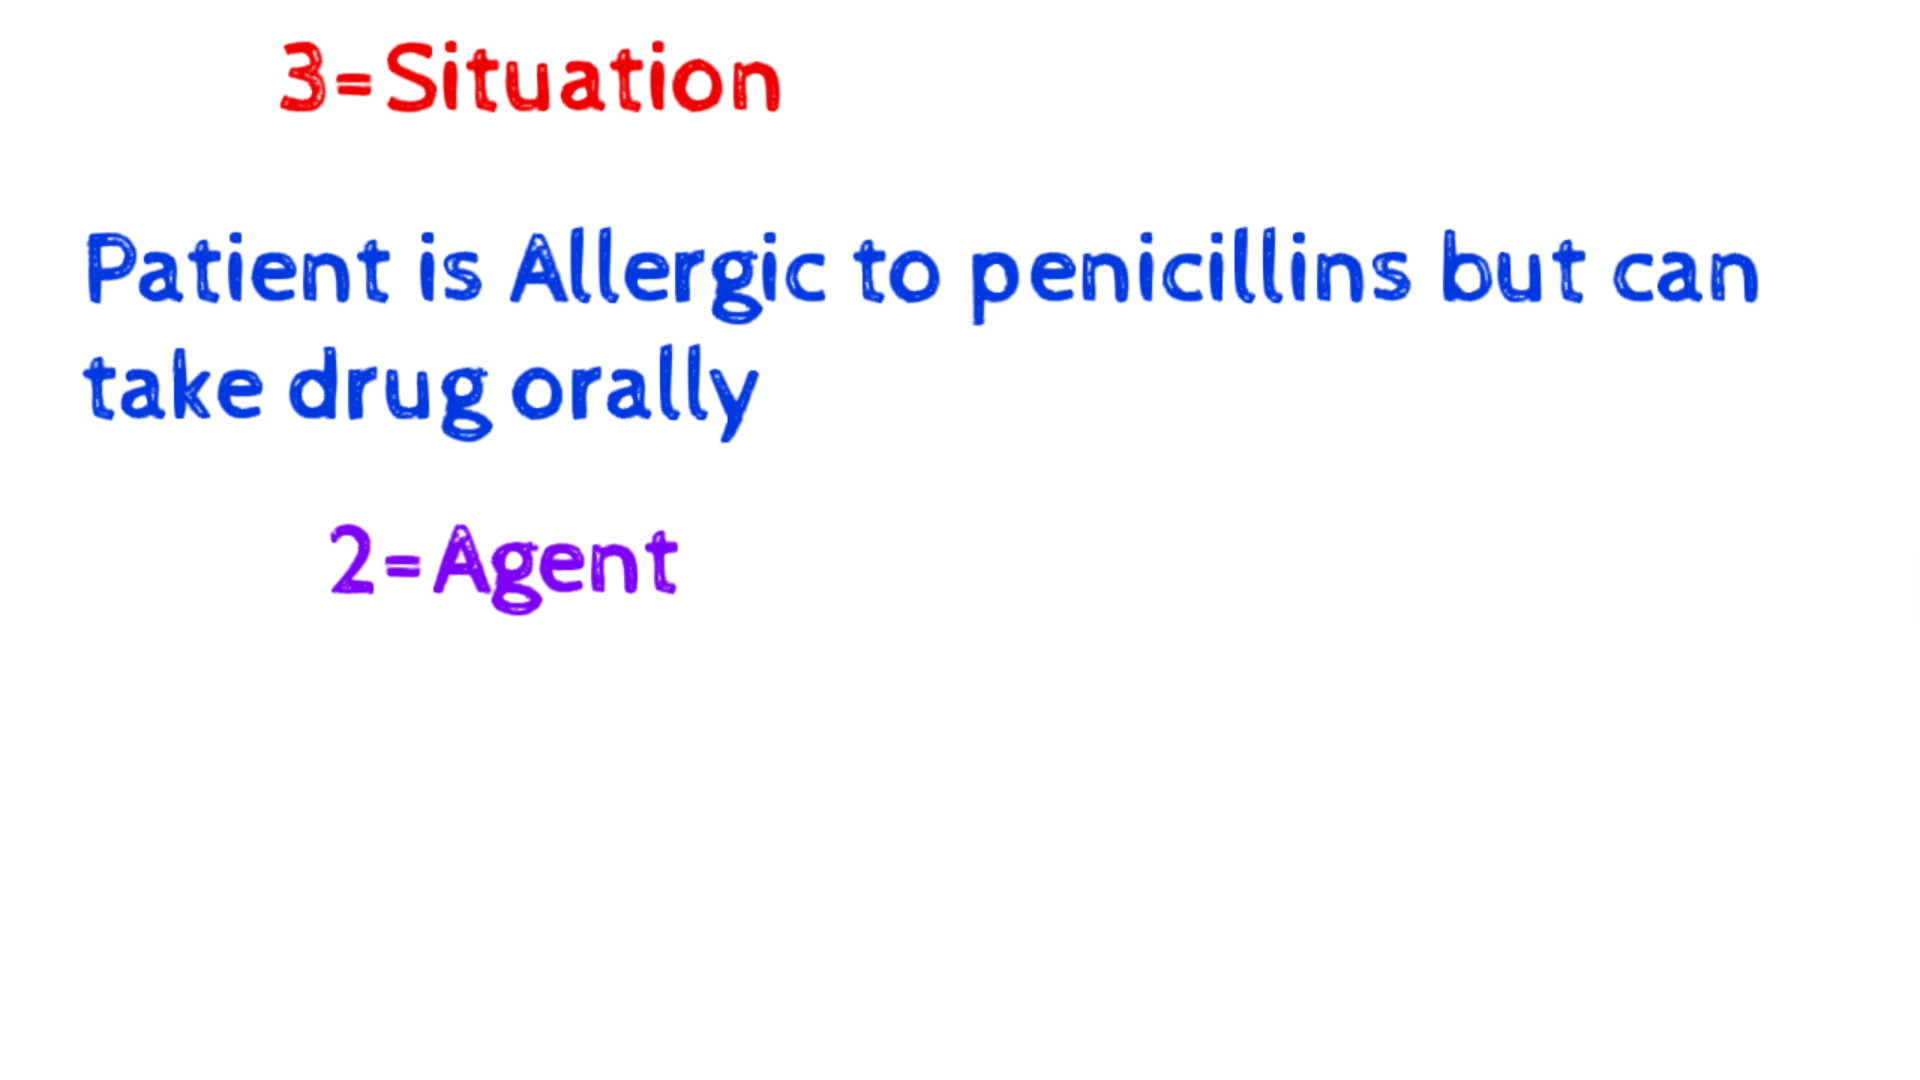 3=Situation
Patient is Allergic to penicillins but can
take drug orally
2=Agent